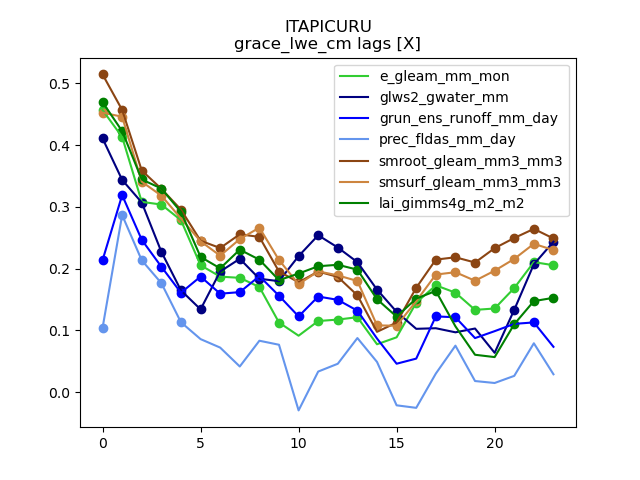 ITAPICURU
grace_lwe_cm lags [X]
e_gleam_mm_mon
glws2_gwater_mm
grun_ens_runoff_mm_day
prec_fldas_mm_day
smroot_gleam_mm3_mm3
smsurf_gleam_mm3_mm3
lai_gimms4g_m2_m2
0.5
0.4
0.3
0.2
0.1
0.0
0 5 10 15 20